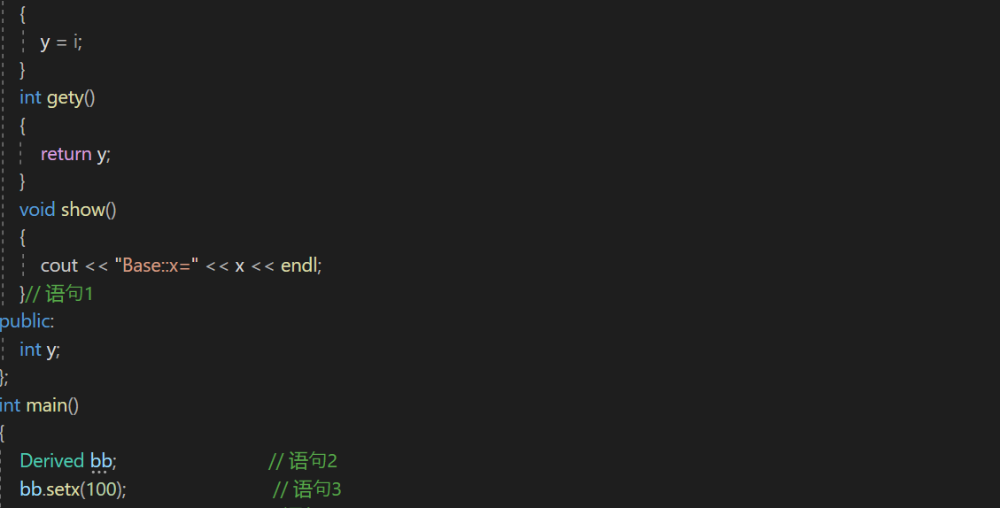 {
y = i;
}
int gety()
{
return y;
}
void show()
{
cout << "Base::x=" << x << endl;
}// 语句1
public:
int y;
};
int main()
{
Derived bb; // 语句2
bb.setx(100); // 语句3